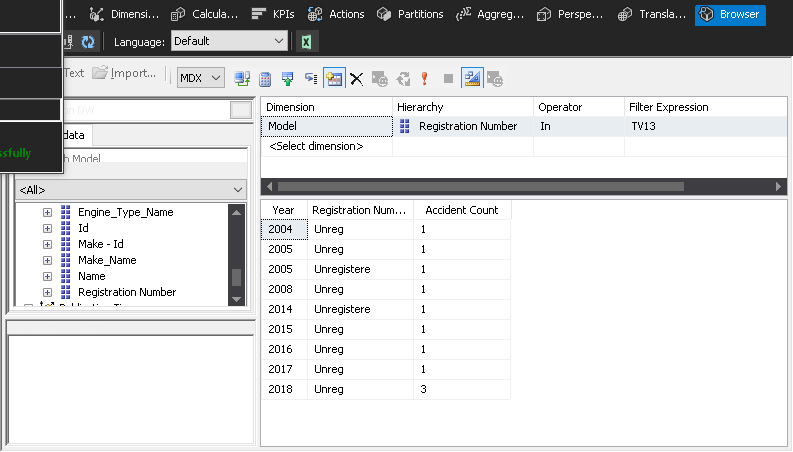 ... Dimensi... Calcula... KPIs Actions Partitions Aggreg... Perspe... Transla... Browser
Language: Default
Text Import... MDX
data
Model
<All>
Engine_Type_Name
Id
Make - Id
Make_Name
Name
Registration Number
ssfully
Dimension Hierarchy Operator Filter Expression
Model Registration Number In TV13
<Select dimension>
Year Registration Num... Accident Count
2004 Unreg 1
2005 Unreg 1
2005 Unregistere 1
2008 Unreg 1
2014 Unregistere 1
2015 Unreg 1
2016 Unreg 1
2017 Unreg 1
2018 Unreg 3